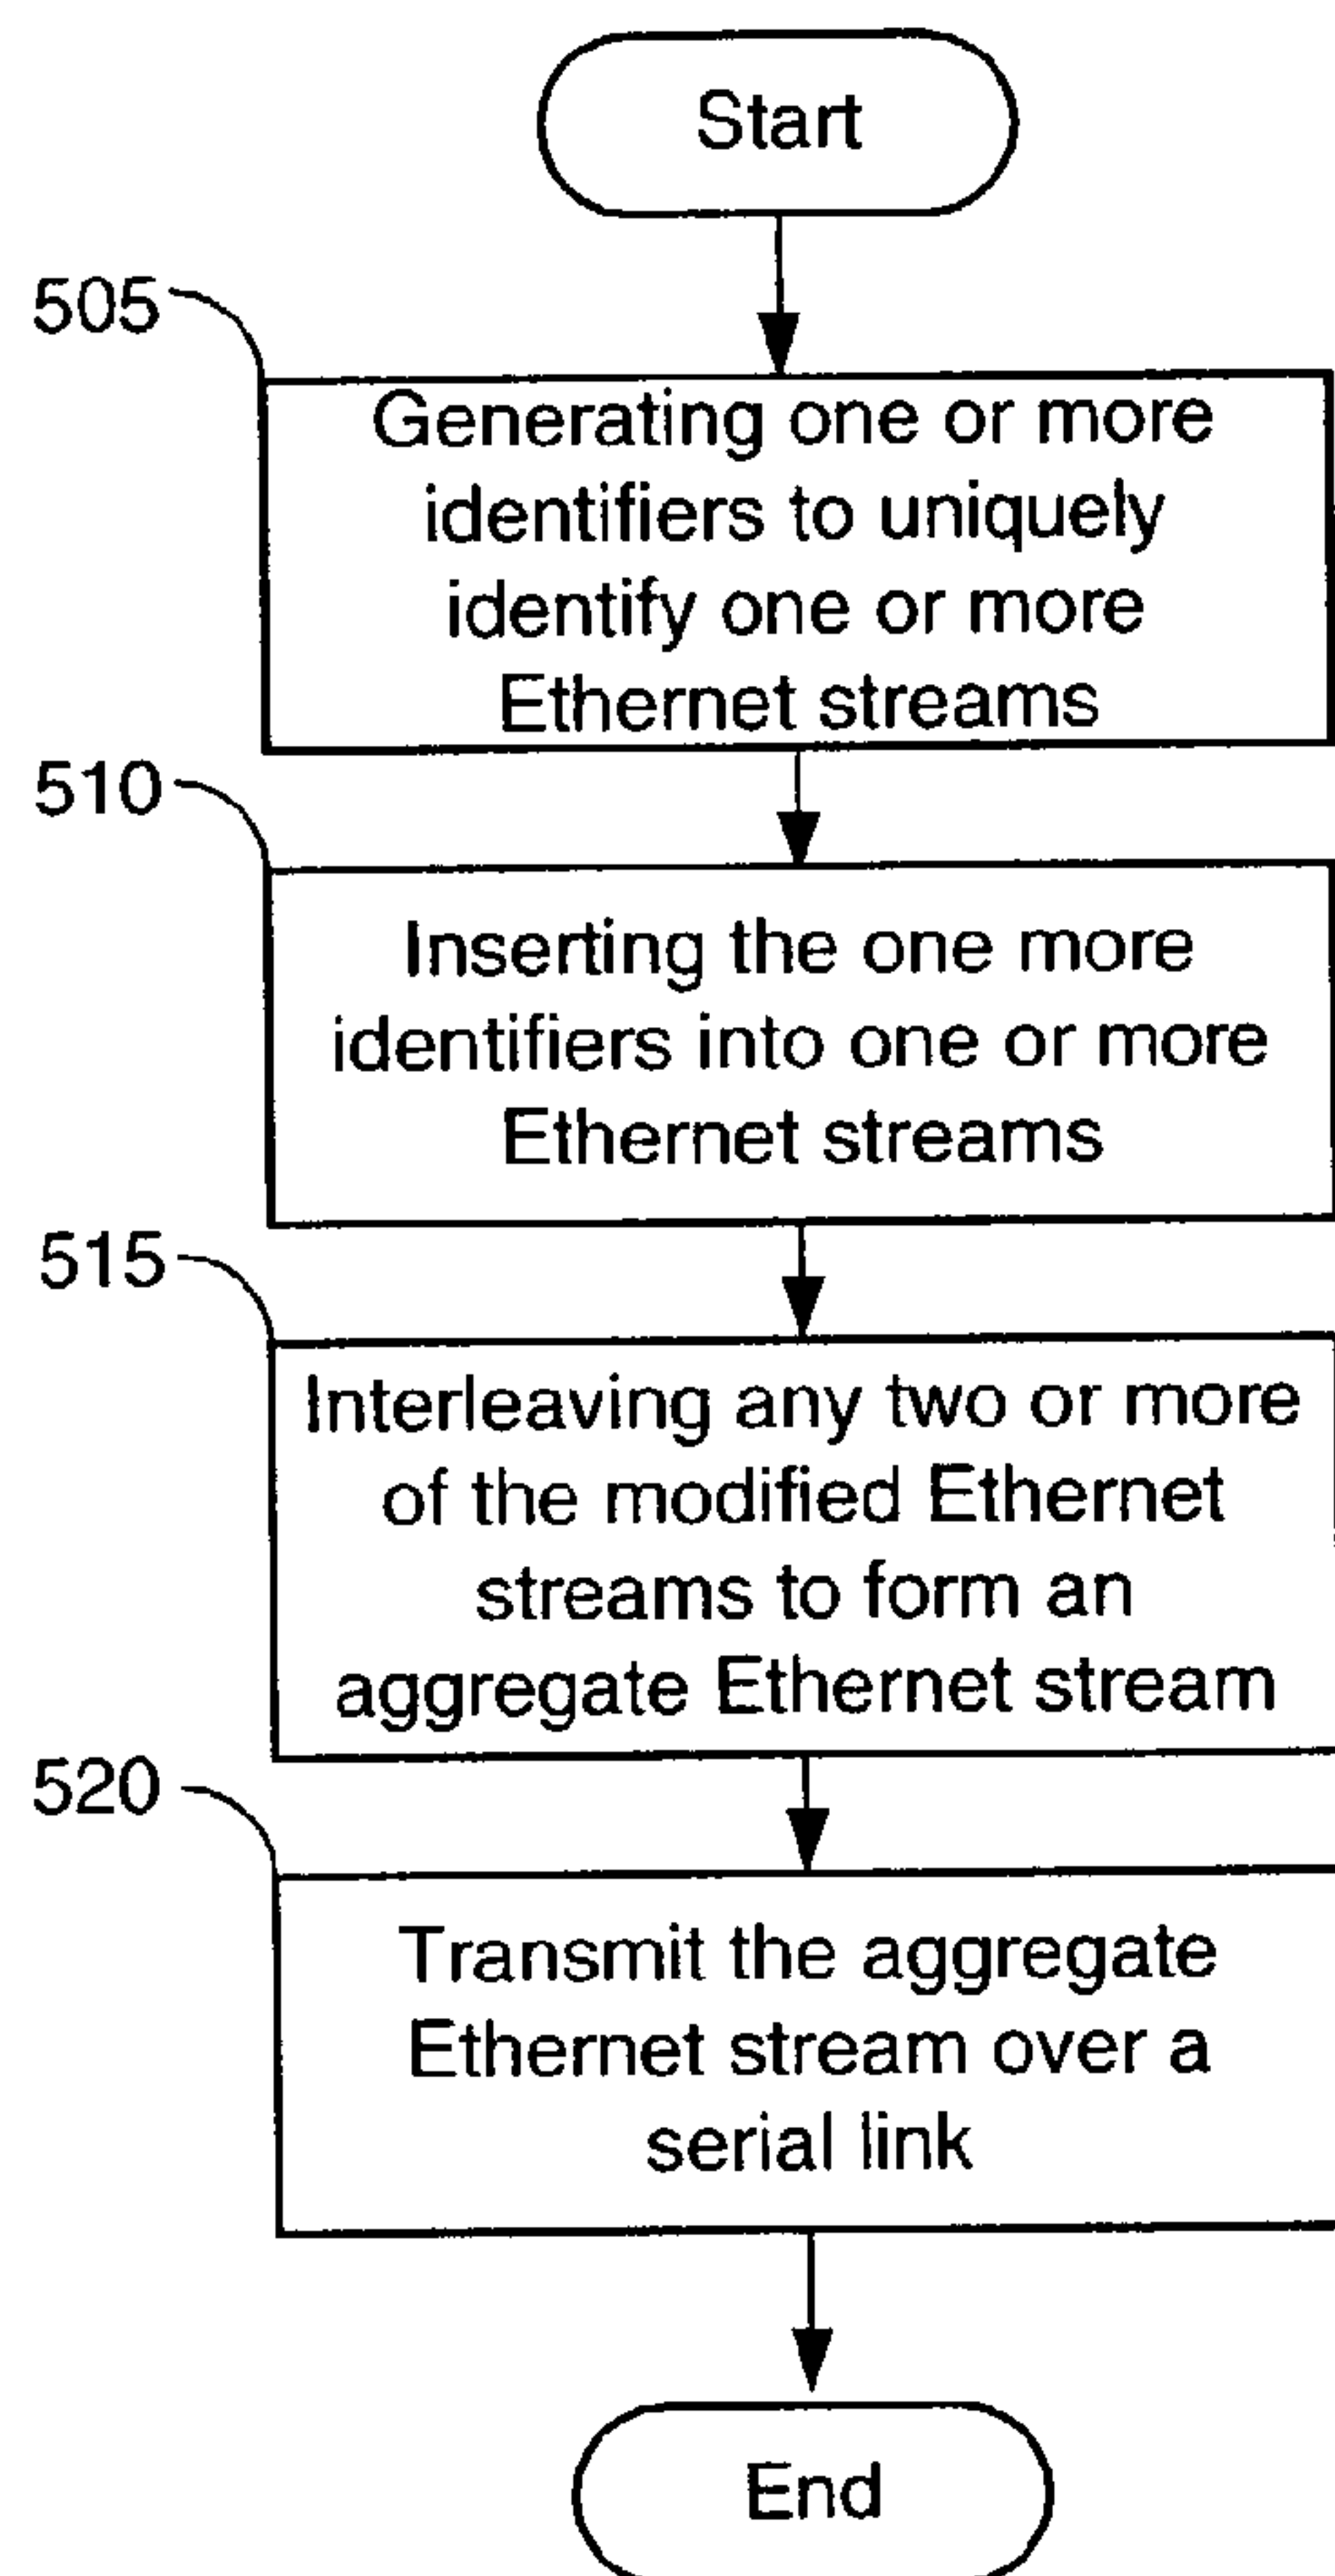 Start
505
Generating one or more
identifiers to uniquely
identify one or more
Ethernet streams
510
Inserting the one more
identifiers into one or more
Ethernet streams
515
Interleaving any two or more
of the modified Ethernet
streams to form an
aggregate Ethernet stream
520
Transmit the aggregate
Ethernet stream over a
serial link
End